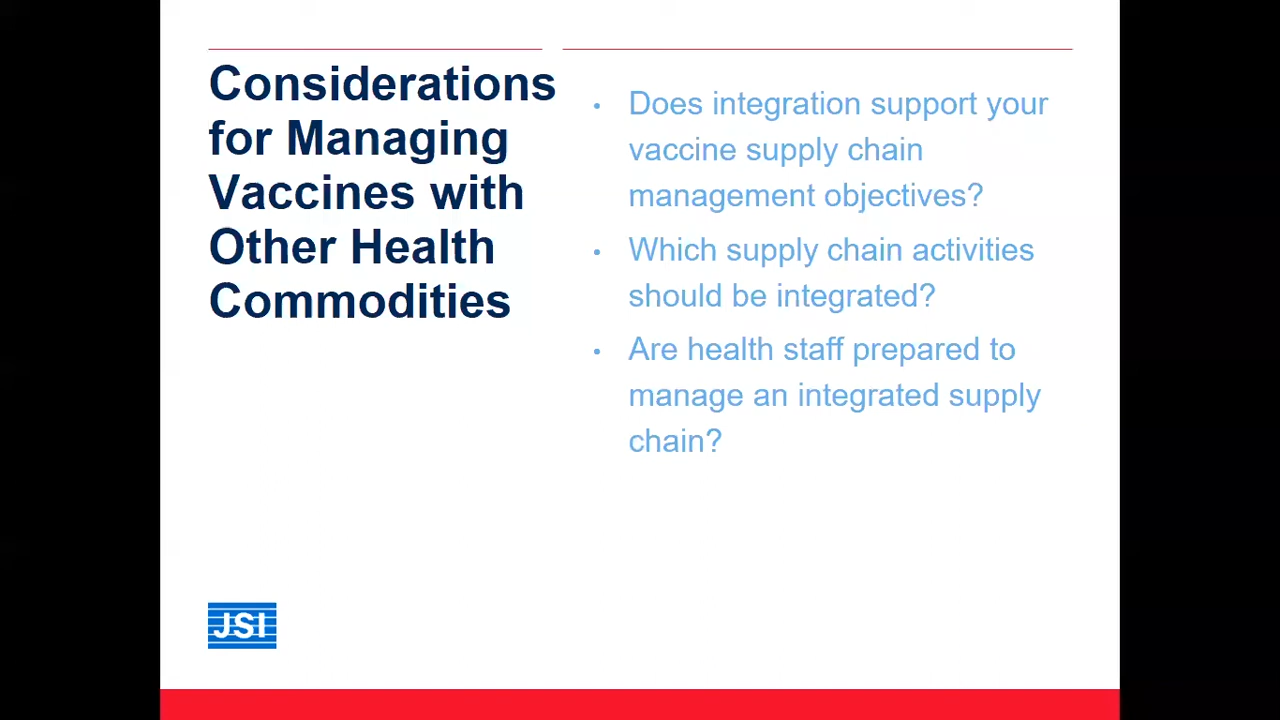 Considerations
for Managing
Vaccines with
Other Health
Commodities
• Does integration support your
vaccine supply chain
management objectives?
• Which supply chain activities
should be integrated?
• Are health staff prepared to
manage an integrated supply
chain?
JSI